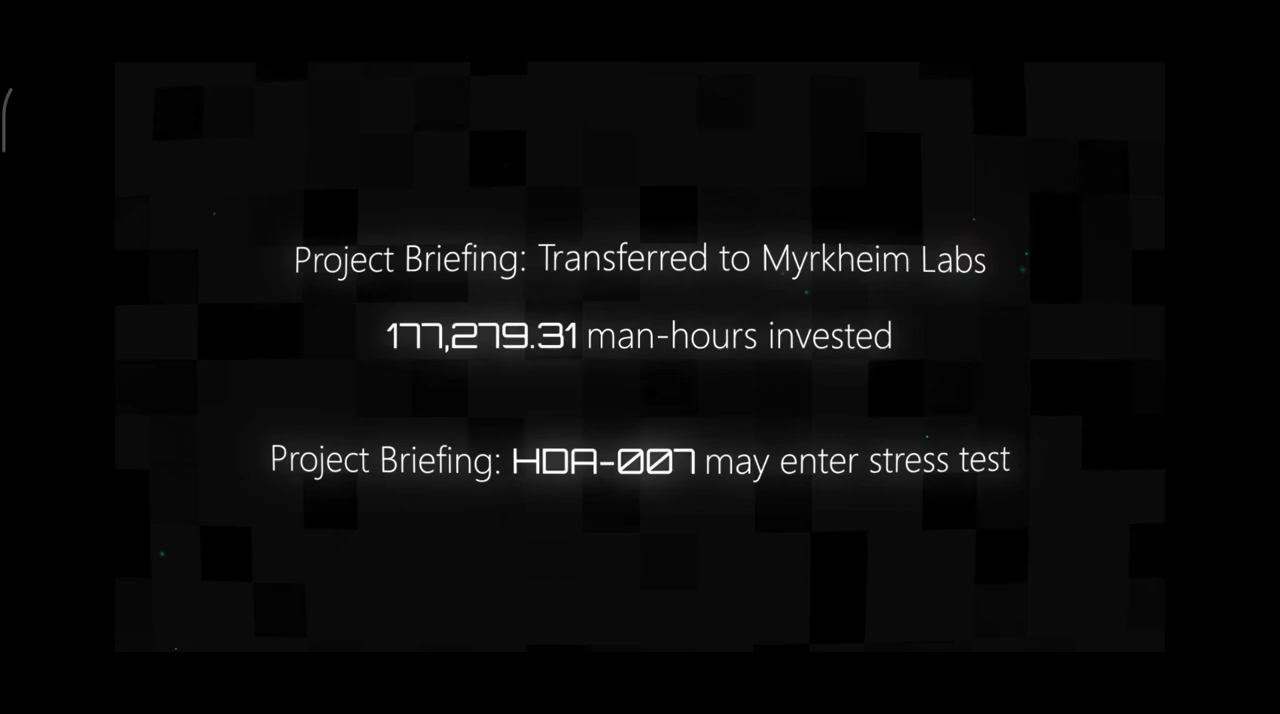 Project Briefing: Transferred to Myrkheim Labs
177,279.31 man-hours invested
Project Briefing: HDA-007 may enter stress test